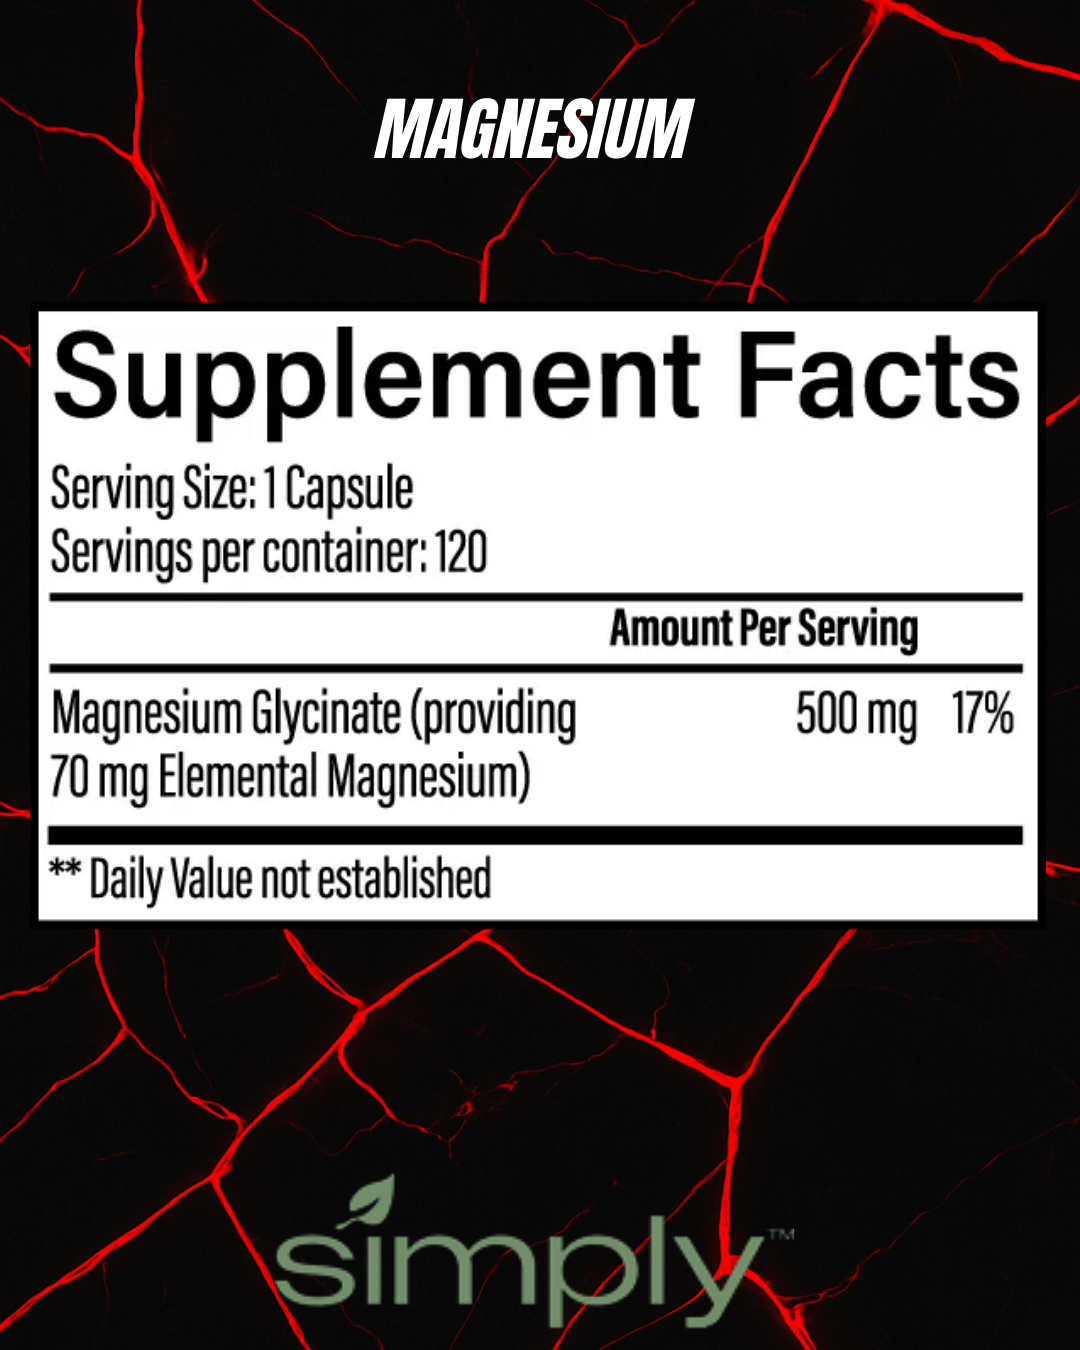 MAGNESIUM
Supplement Facts
Serving Size: 1 Capsule
Servings per container: 120
Amount Per Serving
Magnesium Glycinate (providing 500 mg 17%
70 mg Elemental Magnesium)
** Daily Value not established
simply™